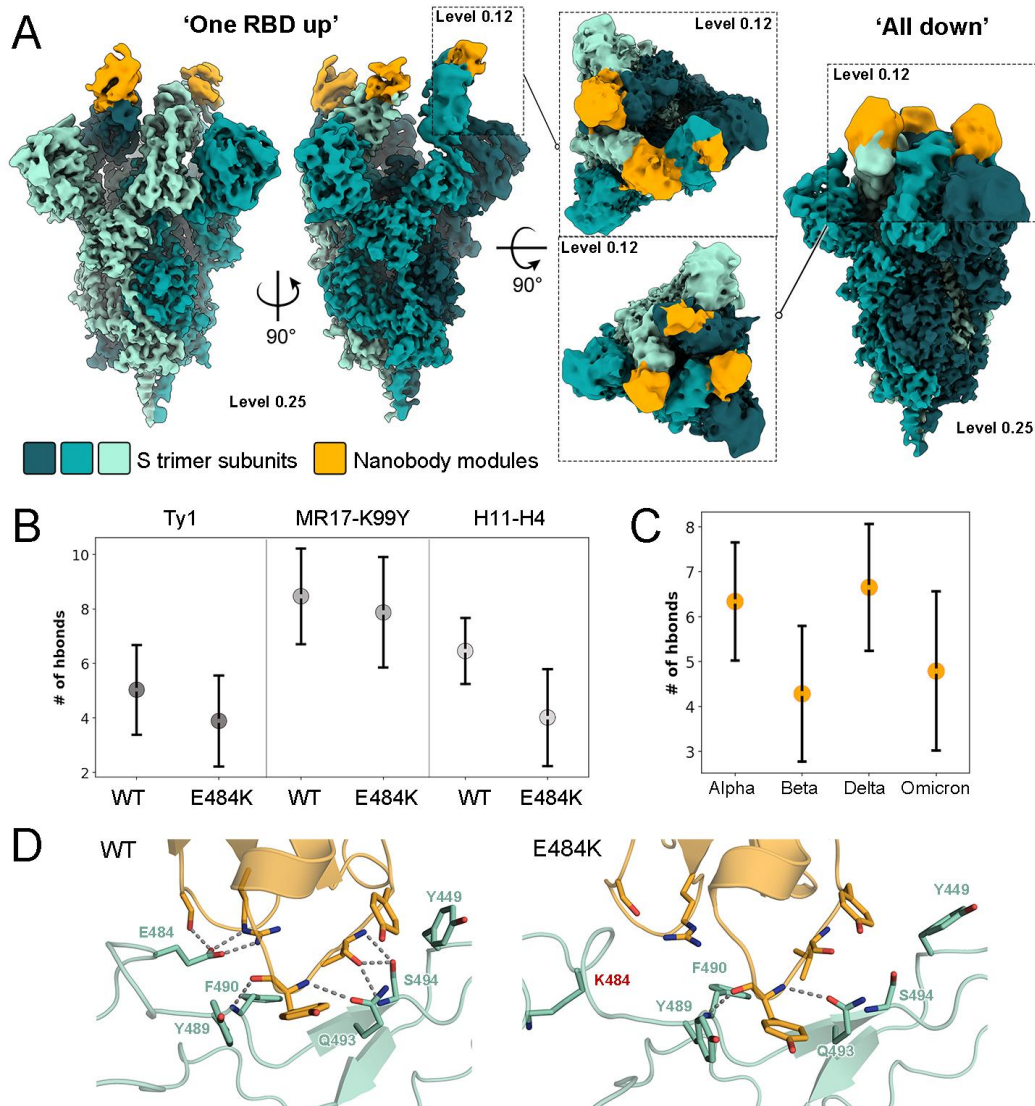 A
'One RBD up'
Level 0.12
Level 0.12
'All down'
Level 0.12
90°
90°
Level 0.12
Level 0.25
Level 0.25
S trimer subunits
Nanobody modules
B
Ty1
MR17-K99Y
H11-H4
# of hbonds
10
8
6
4
2
WT
E484K
WT
E484K
WT
E484K
C
# of hbonds
8
7
6
5
4
3
Alpha
Beta
Delta
Omicron
D
WT
E484
F490
Y489
Q493
S494
Y449
E484K
K484
F490
Y489
Q493
S494
Y449